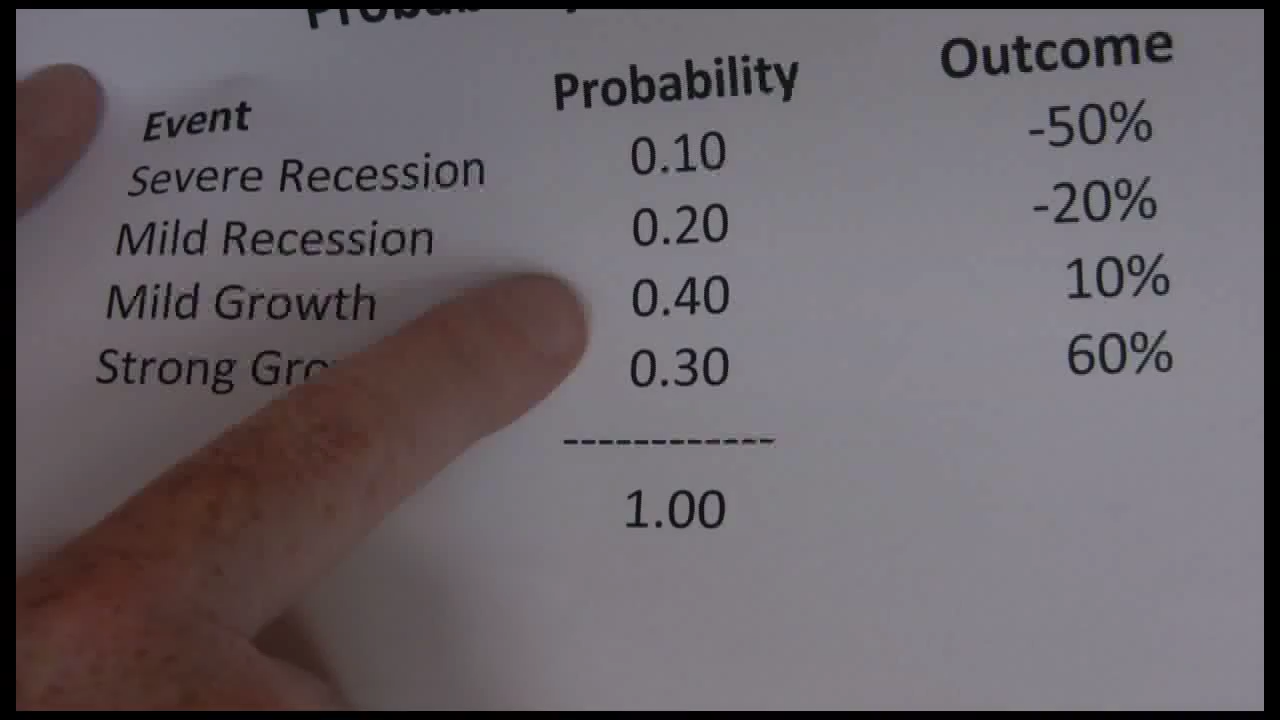 Event Probability Outcome
Severe Recession 0.10 -50%
Mild Recession 0.20 -20%
Mild Growth 0.40 10%
Strong 0.30 60%
------------
1.00